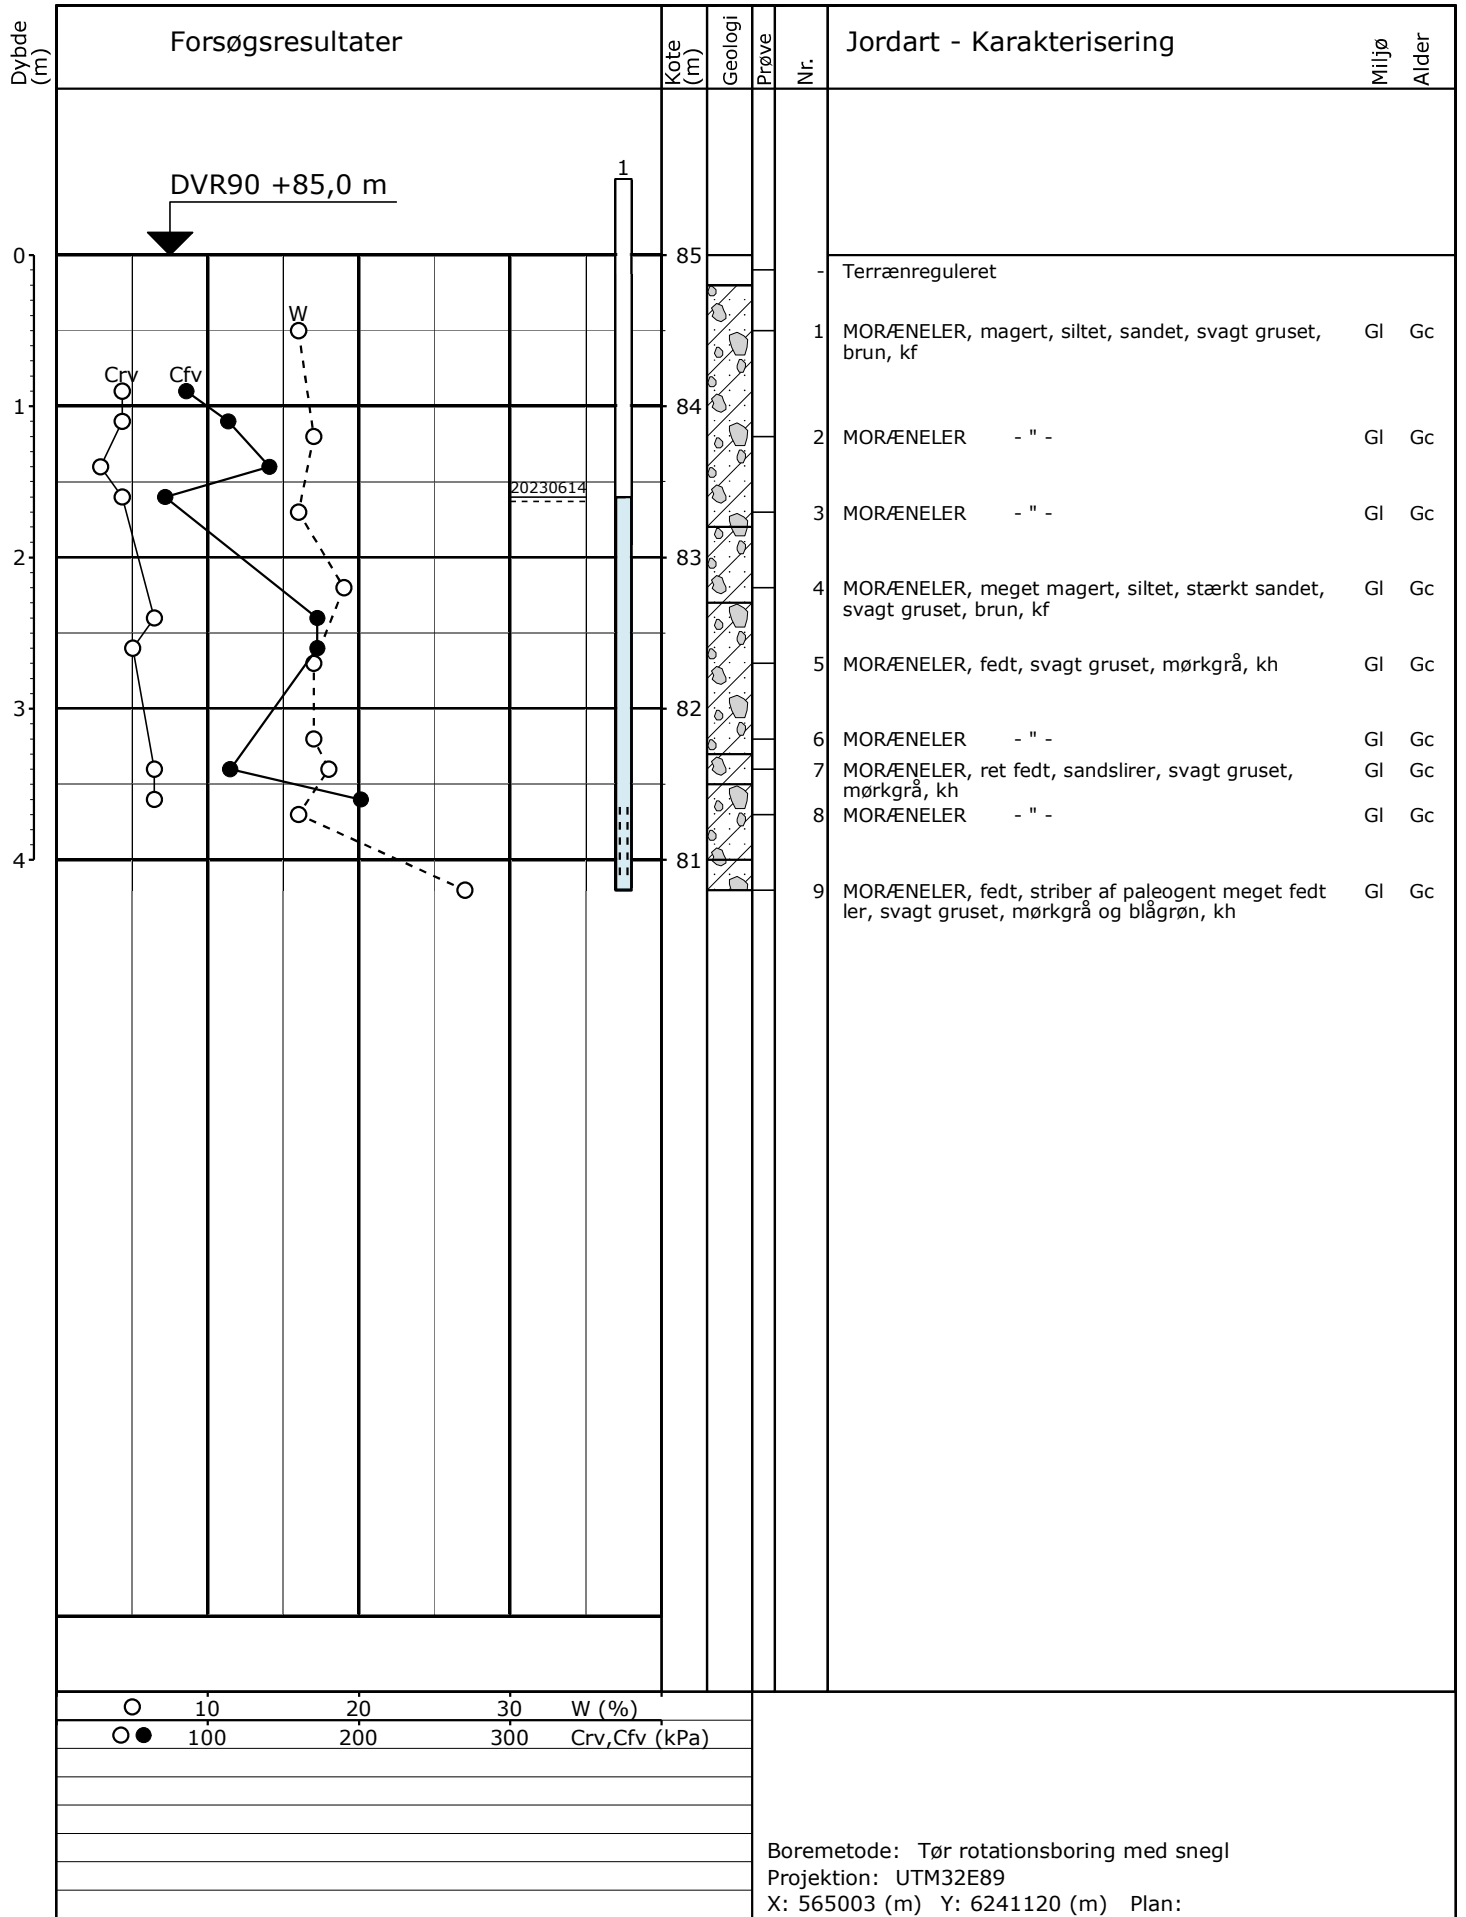 Dybde (m)
Forsøgsresultater
Kote (m)
Geologi
Prøve
Nr.
Jordart - Karakterisering
Miljø
Alder
1
DVR90 +85,0 m
0
85
- Terrænreguleret
W
1 MORÆNELER, magert, siltet, sandet, svagt gruset, Gl Gc
brun, kf
Crv Cfv
1
84
2 MORÆNELER - " - Gl Gc
20230614
3 MORÆNELER - " - Gl Gc
2
83
4 MORÆNELER, meget magert, siltet, stærkt sandet, Gl Gc
svagt gruset, brun, kf
5 MORÆNELER, fedt, svagt gruset, mørkgrå, kh Gl Gc
3
82
6 MORÆNELER - " - Gl Gc
7 MORÆNELER, ret fedt, sandslirer, svagt gruset, Gl Gc
mørkgrå, kh
8 MORÆNELER - " - Gl Gc
4
81
9 MORÆNELER, fedt, striber af paleogent meget fedt Gl Gc
ler, svagt gruset, mørkgrå og blågrøn, kh
10 20 30 W (%)
100 200 300 Crv,Cfv (kPa)
Boremetode: Tør rotationsboring med snegl
Projektion: UTM32E89
X: 565003 (m) Y: 6241120 (m) Plan: